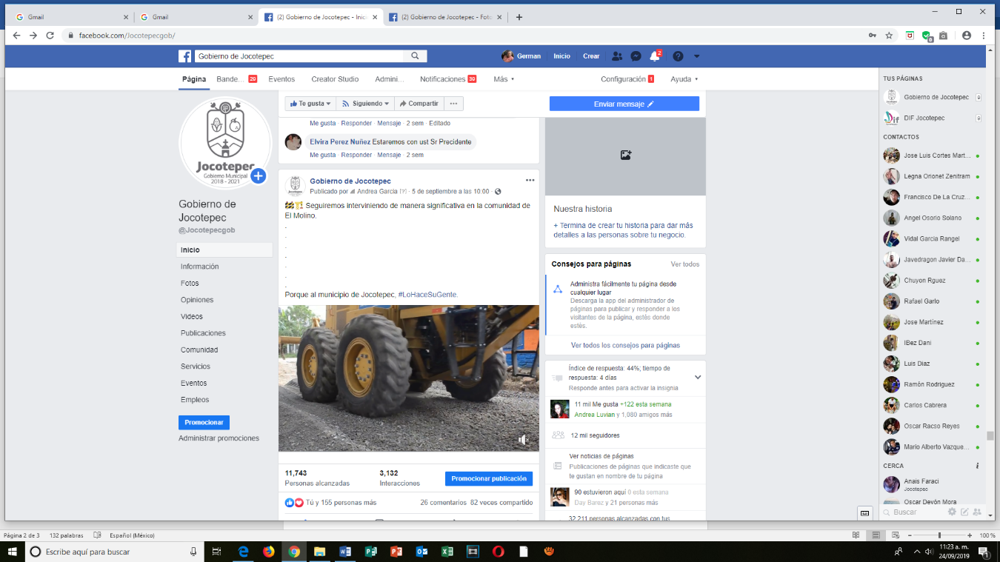 Gmail
Gmail
(2) Gobierno de Jocotepec - Inic
(2) Gobierno de Jocotepec - Foto
facebook.com/Jocotepecgob/
Gobierno de Jocotepec
German Inicio Crear 2
Página Bande... 20 Eventos Creator Studio Admini... Notificaciones 30 Más Configuración 1 Ayuda
Te gusta Siguiendo Compartir ...
Enviar mensaje
Jocotepec
Gobierno Municipal
2018 - 2021
Gobierno de
Jocotepec
@Jocotepecgob
Inicio
Información
Fotos
Opiniones
Videos
Publicaciones
Comunidad
Servicios
Eventos
Empleos
Promocionar
Administrar promociones
Me gusta · Responder · Mensaje · 2 sem · Editado
Elvira Perez Nuñez Estaremos con ust Sr Precidente
Me gusta · Responder · Mensaje · 2 sem
Gobierno de Jocotepec
Publicado por Andrea Garcia [?] · 5 de septiembre a las 10:00 ·
Seguiremos interviniendo de manera significativa en la comunidad de
El Molino.
.
.
.
.
.
.
.
Porque al municipio de Jocotepec, #LoHaceSuGente.
11,743
Personas alcanzadas
3,132
Interacciones
Promocionar publicación
Tú y 155 personas más
26 comentarios 82 veces compartido
Nuestra historia
+ Termina de crear tu historia para dar más
detalles a las personas sobre tu negocio.
Consejos para páginas Ver todos
Administra fácilmente tu página desde
cualquier lugar
Descarga la app del administrador de
páginas para publicar y responder a los
visitantes de la página, estés donde
estés.
Ver todos los consejos para páginas
Índice de respuesta: 44%; tiempo de
respuesta: 4 días
Responde antes para activar la insignia
11 mil Me gusta +122 esta semana
Andrea Luvian y 1,080 amigos más
12 mil seguidores
Ver noticias de páginas
Publicaciones de páginas que indicaste que
te gustan en nombre de tu página
90 estuvieron aquí 0 esta semana
Day Barez y 21 personas más
32,211 personas alcanzadas con tus
TUS PÁGINAS
Gobierno de Jocotepec
DIF Jocotepec
CONTACTOS
Jose Luis Cortes Mart...
Legna Orionet Zenitram
Francisco De La Cruz...
Angel Osorio Solano
Vidal Garcia Rangel
Javedragon Javier Da...
Chuyon Rguez
Rafael Garlo
Jose Martínez
IBez Dani
Luis Diaz
Ramón Rodriguez
Carlos Cabrera
Oscar Racso Reyes
Mario Alberto Vazque...
CERCA
Anais Faraci
Jocotepec
Oscar Devón Mora
Buscar
Página 2 de 3 132 palabras Español (México) 100 %
Escribe aquí para buscar
11:23 a. m.
24/09/2019
1